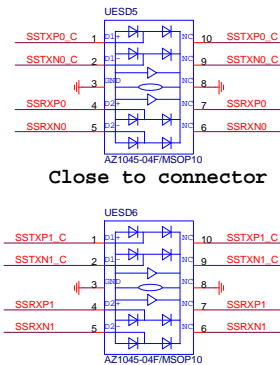 UESD5
SSTXP0_C 1 D1+ NC 10 SSTXP0_C
SSTXN0_C 2 D1- NC 9 SSTXN0_C
3 GND 8
SSRXP0 4 D2+ NC 7 SSRXP0
SSRXN0 5 D2- NC 6 SSRXN0
AZ1045-04F/MSOP10
Close to connector
UESD6
SSTXP1_C 1 D1+ NC 10 SSTXP1_C
SSTXN1_C 2 D1- NC 9 SSTXN1_C
3 GND 8
SSRXP1 4 D2+ NC 7 SSRXP1
SSRXN1 5 D2- NC 6 SSRXN1
AZ1045-04F/MSOP10